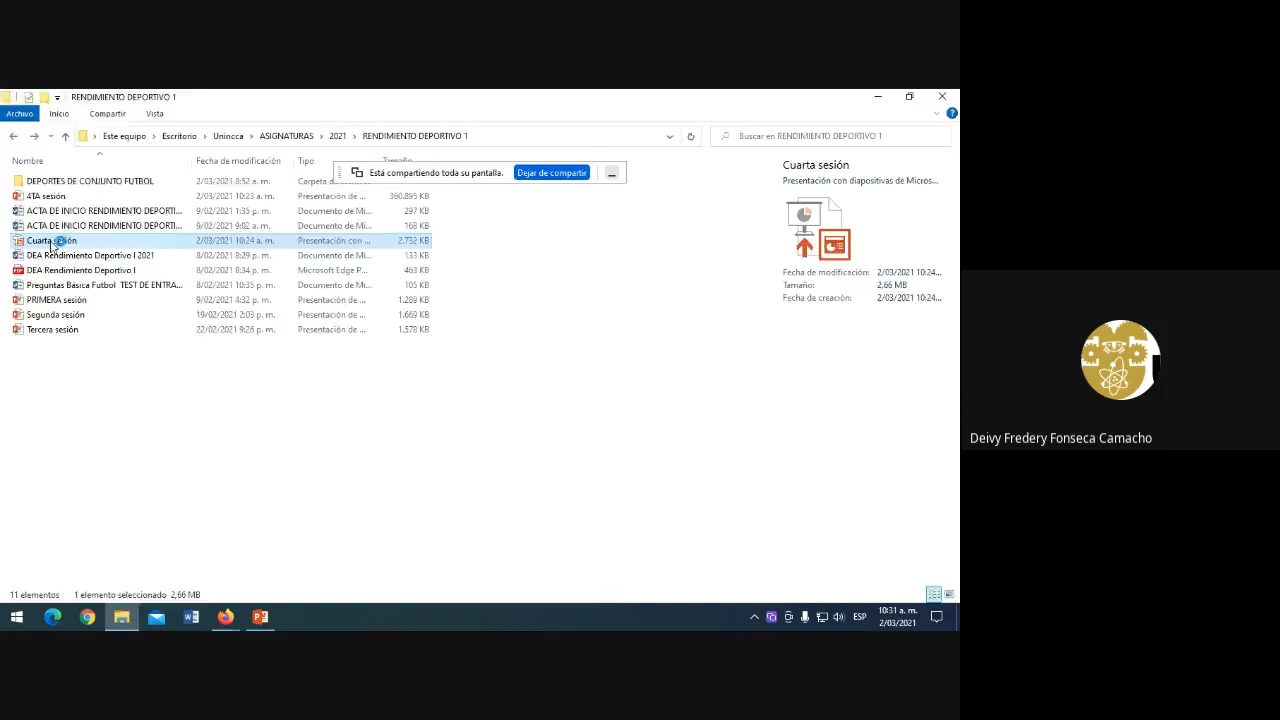 RENDIMIENTO DEPORTIVO 1
Archivo Inicio Compartir Vista
Este equipo Escritorio Unincca ASIGNATURAS 2021 RENDIMIENTO DEPORTIVO 1
Buscar en RENDIMIENTO DEPORTIVO 1
Nombre Fecha de modificación Tipo Tamaño
Está compartiendo toda su pantalla. Dejar de compartir
DEPORTES DE CONJUNTO FUTBOL 2/03/2021 8:52 a. m. Carpeta de
4TA sesión 2/03/2021 10:23 a. m. Presentación de ... 360.895 KB
ACTA DE INICIO RENDIMIENTO DEPORTI... 9/02/2021 1:35 p. m. Documento de Mi... 297 KB
ACTA DE INICIO RENDIMIENTO DEPORTI... 9/02/2021 9:02 a. m. Documento de Mi... 168 KB
Cuarta sesión 2/03/2021 10:24 a. m. Presentación con ... 2.732 KB
DEA Rendimiento Deportivo I 2021 8/02/2021 8:29 p. m. Documento de Mi... 133 KB
DEA Rendimiento Deportivo I 8/02/2021 8:34 p. m. Microsoft Edge P... 463 KB
Preguntas Básica Futbol TEST DE ENTRA... 8/02/2021 10:35 p. m. Documento de Mi... 105 KB
PRIMERA sesión 9/02/2021 4:32 p. m. Presentación de ... 1.289 KB
Segunda sesión 19/02/2021 2:03 p. m. Presentación de ... 1.669 KB
Tercera sesión 22/02/2021 9:26 p. m. Presentación de ... 1.578 KB
Cuarta sesión
Presentación con diapositivas de Micros...
Fecha de modificación: 2/03/2021 10:24...
Tamaño: 2,66 MB
Fecha de creación: 2/03/2021 10:24...
Deivy Fredery Fonseca Camacho
11 elementos 1 elemento seleccionado 2,66 MB
ESP
10:31 a. m.
2/03/2021